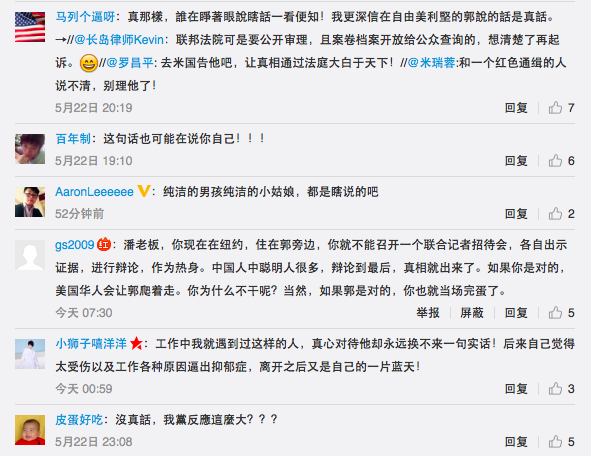 马列个逼呀：真那樣，誰在睜著眼說瞎話一看便知！我更深信在自由美利堅的郭說的話是真話。
→//@长岛律师Kevin：联邦法院可是要公开审理，且案卷档案开放给公众查询的，想清楚了再起
诉。//@罗昌平: 去米国告他吧，让真相通过法庭大白于天下！//@米瑞蓉:和一个红色通缉的人
说不清，别理他了！
5月22日 20:19
回复 7
百年制：这句话也可能在说你自己！！！
5月22日 19:10
回复 6
AaronLeeeeee V：纯洁的男孩纯洁的小姑娘，都是瞎说的吧
52分钟前
回复 2
gs2009 红：潘老板，你现在在纽约，住在郭旁边，你就不能召开一个联合记者招待会，各自出示
证据，进行辩论，作为热身。中国人中聪明人很多，辩论到最后，真相就出来了。如果你是对的，
美国华人会让郭爬着走。你为什么不干呢？当然，如果郭是对的，你也就当场完蛋了。
今天 07:30
举报 屏蔽 回复 5
小狮子嘻洋洋：工作中我就遇到过这样的人，真心对待他却永远换不来一句实话！后来自己觉得
太受伤以及工作各种原因逼出抑郁症，离开之后又是自己的一片蓝天！
今天 00:59
回复 3
皮蛋好吃：沒真話，我黨反應這麼大？？？
5月22日 23:08
回复 5